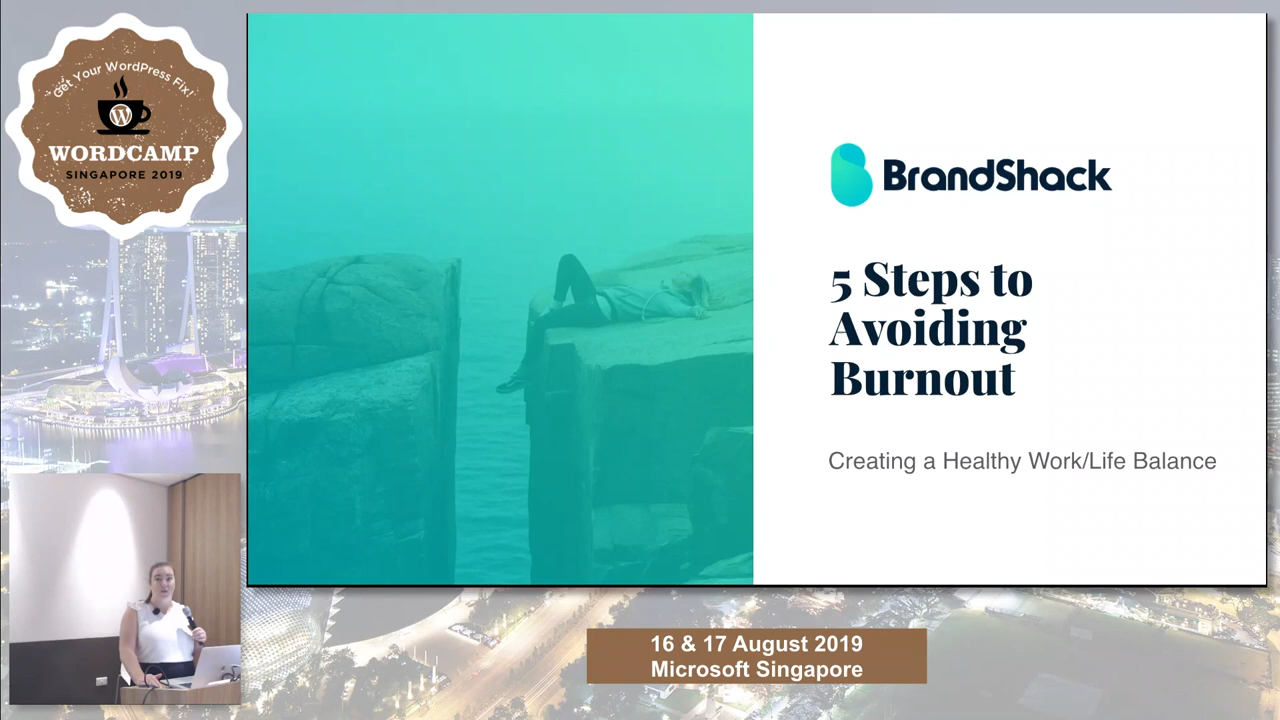 Get Your WordPress Fix!
W
WORDCAMP
SINGAPORE 2019
BrandShack
5 Steps to
Avoiding
Burnout
Creating a Healthy Work/Life Balance
16 & 17 August 2019
Microsoft Singapore